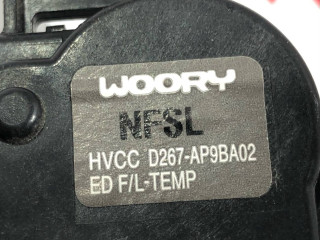 WOORY
NFSL
HVCC D267-AP9BA02
ED F/L-TEMP